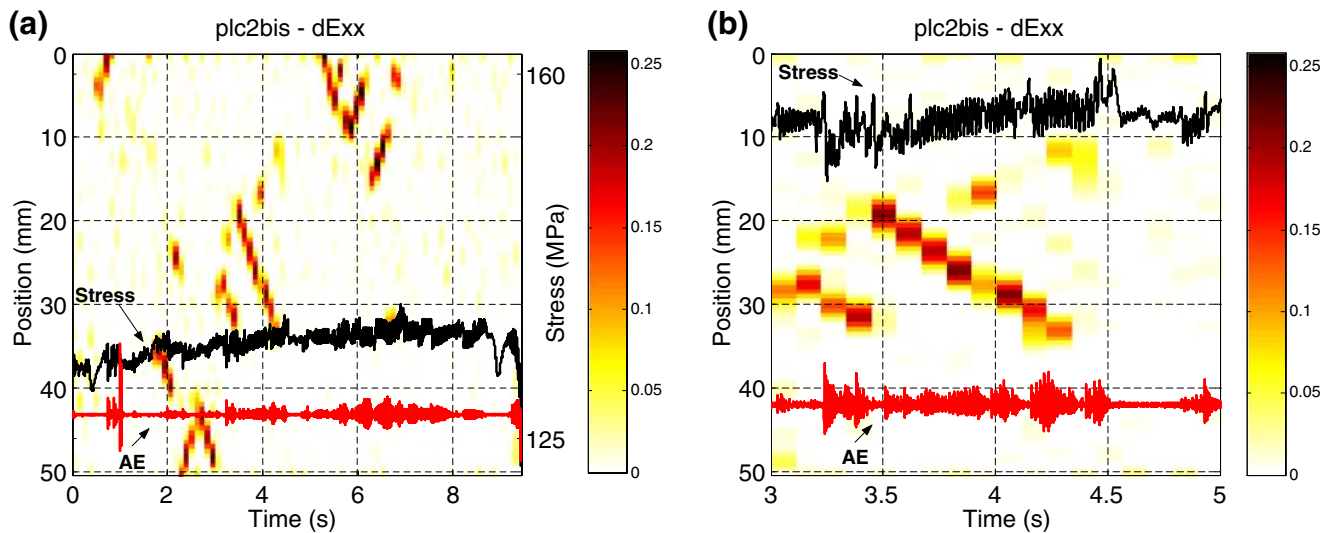 (a)
plc2bis - dExx
0
10
20
30
40
50
Position (mm)
0 2 4 6 8
Time (s)
Stress
AE
160
125
Stress (MPa)
0.25
0.2
0.15
0.1
0.05
0
(b)
plc2bis - dExx
0
10
20
30
40
50
Position (mm)
3 3.5 4 4.5 5
Time (s)
Stress
AE
0.25
0.2
0.15
0.1
0.05
0